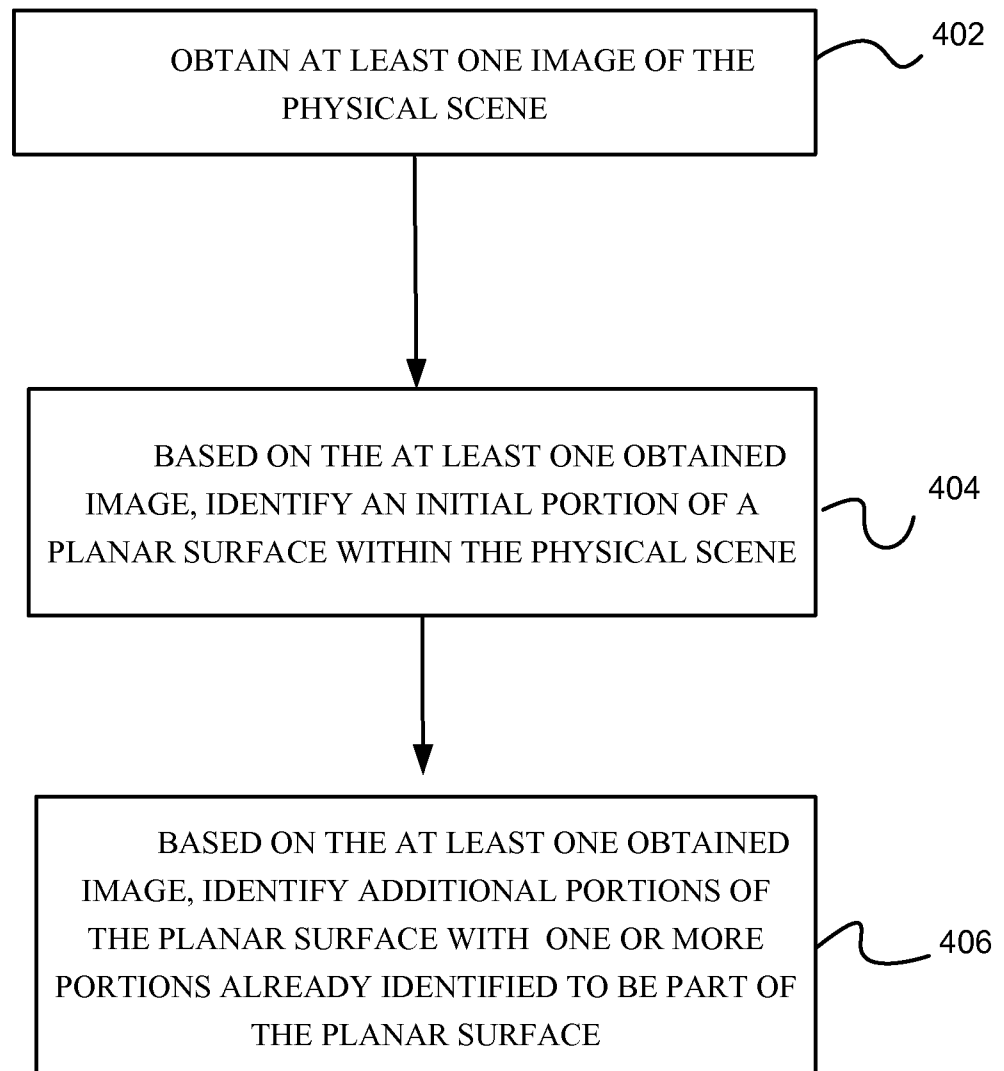 OBTAIN AT LEAST ONE IMAGE OF THE
PHYSICAL SCENE
402
BASED ON THE AT LEAST ONE OBTAINED
IMAGE, IDENTIFY AN INITIAL PORTION OF A
PLANAR SURFACE WITHIN THE PHYSICAL SCENE
404
BASED ON THE AT LEAST ONE OBTAINED
IMAGE, IDENTIFY ADDITIONAL PORTIONS OF
THE PLANAR SURFACE WITH ONE OR MORE
PORTIONS ALREADY IDENTIFIED TO BE PART OF
THE PLANAR SURFACE
406